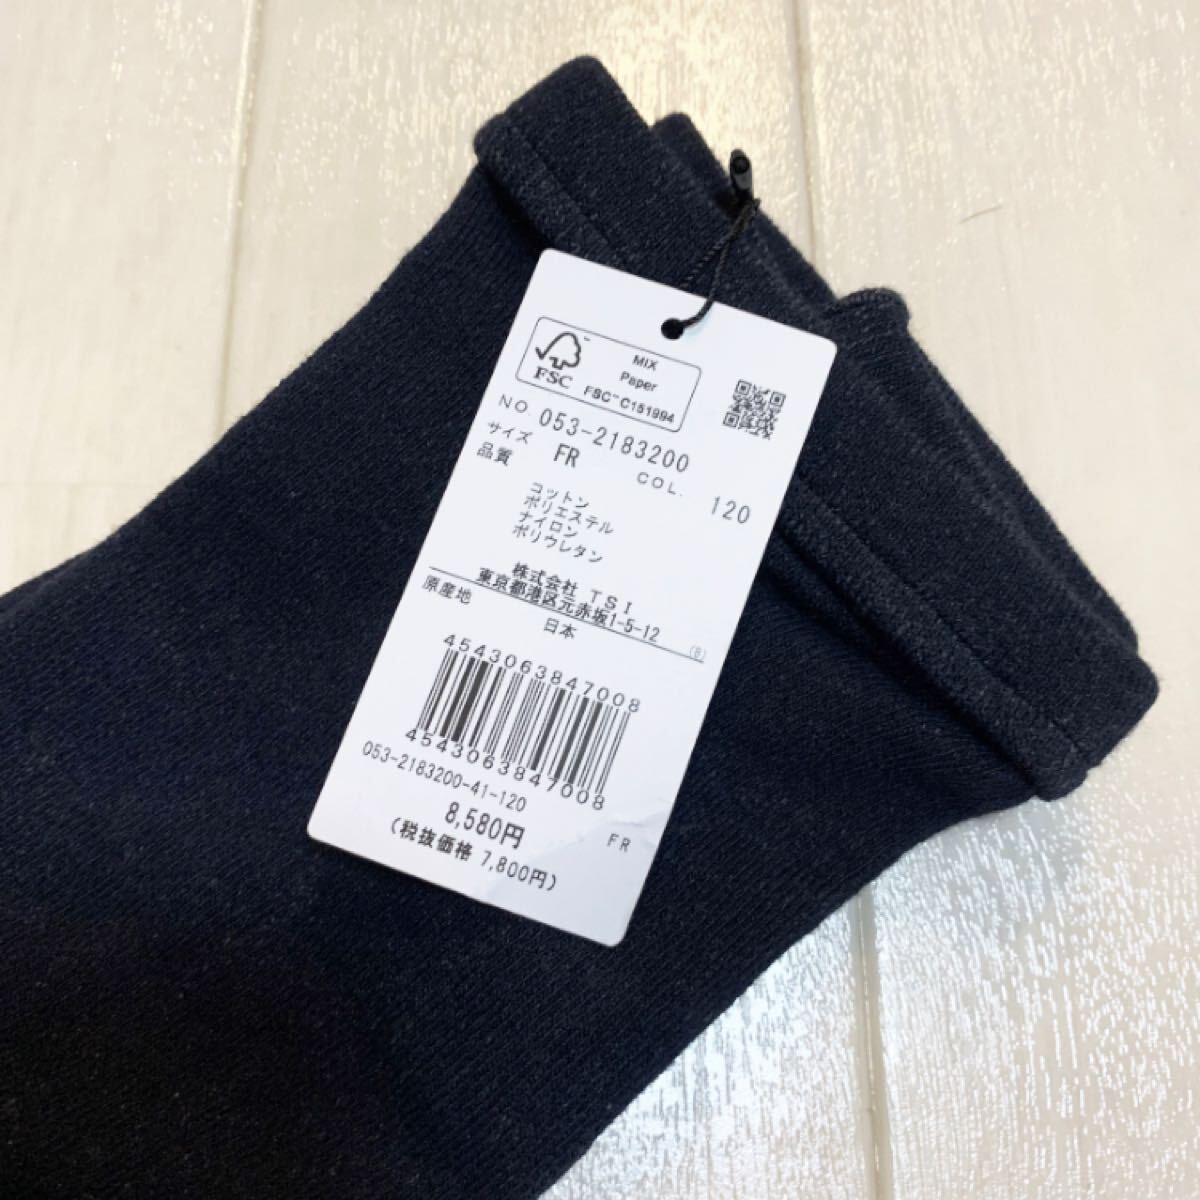 FSC
MIX
Paper
FSC™ C151994
NO 053-2183200
サイズ FR COL. 120
品質
コットン
ポリエステル
ナイロン
ポリウレタン
株式会社 TSI
東京都港区元赤坂1-5-12
(B)
原産地 日本
4543063847008
4543063847008
053-2183200-41-120
8,580円 FR
(税抜価格 7,800円)